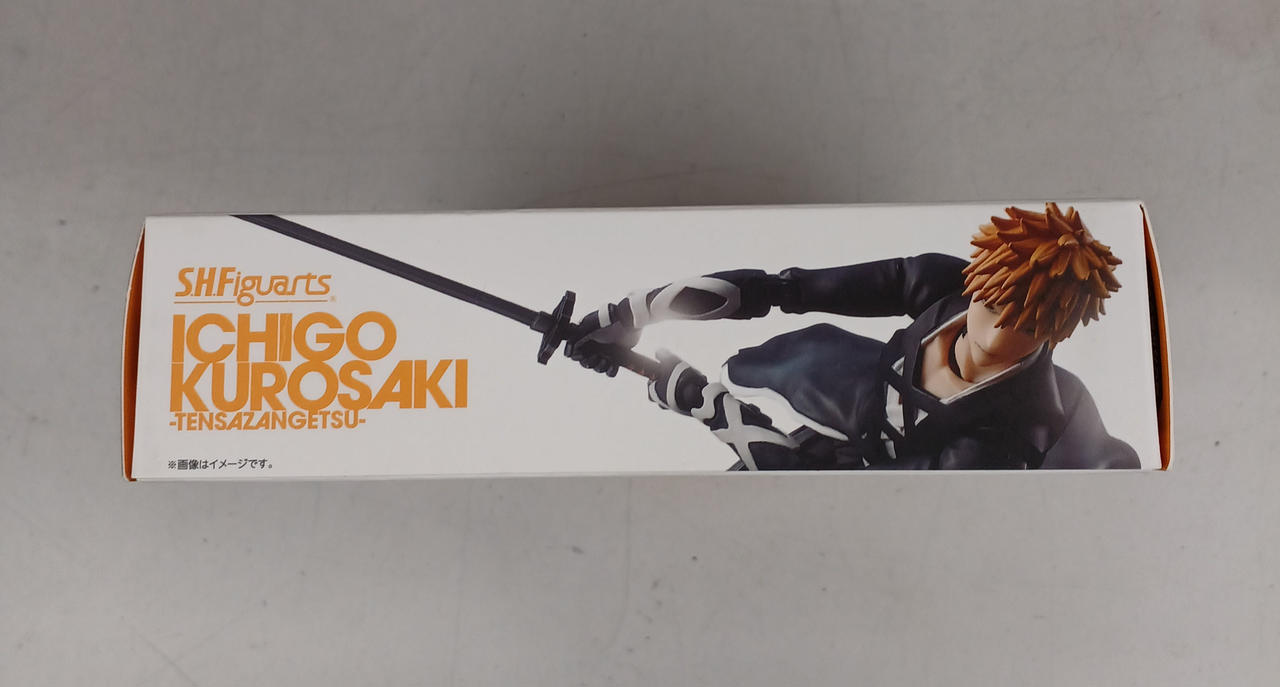 S.H.Figuarts
ICHIGO
KUROSAKI
-TENSAZANGETSU-
※画像はイメージです。